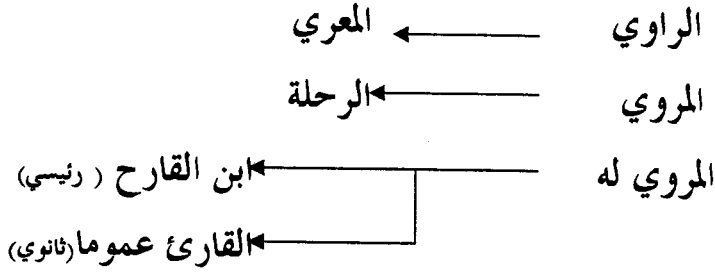 الراوي المعري
المروي الرحلة
المروي له ابن القارح ( رئيسي)
القارئ عموما (ثانوي)